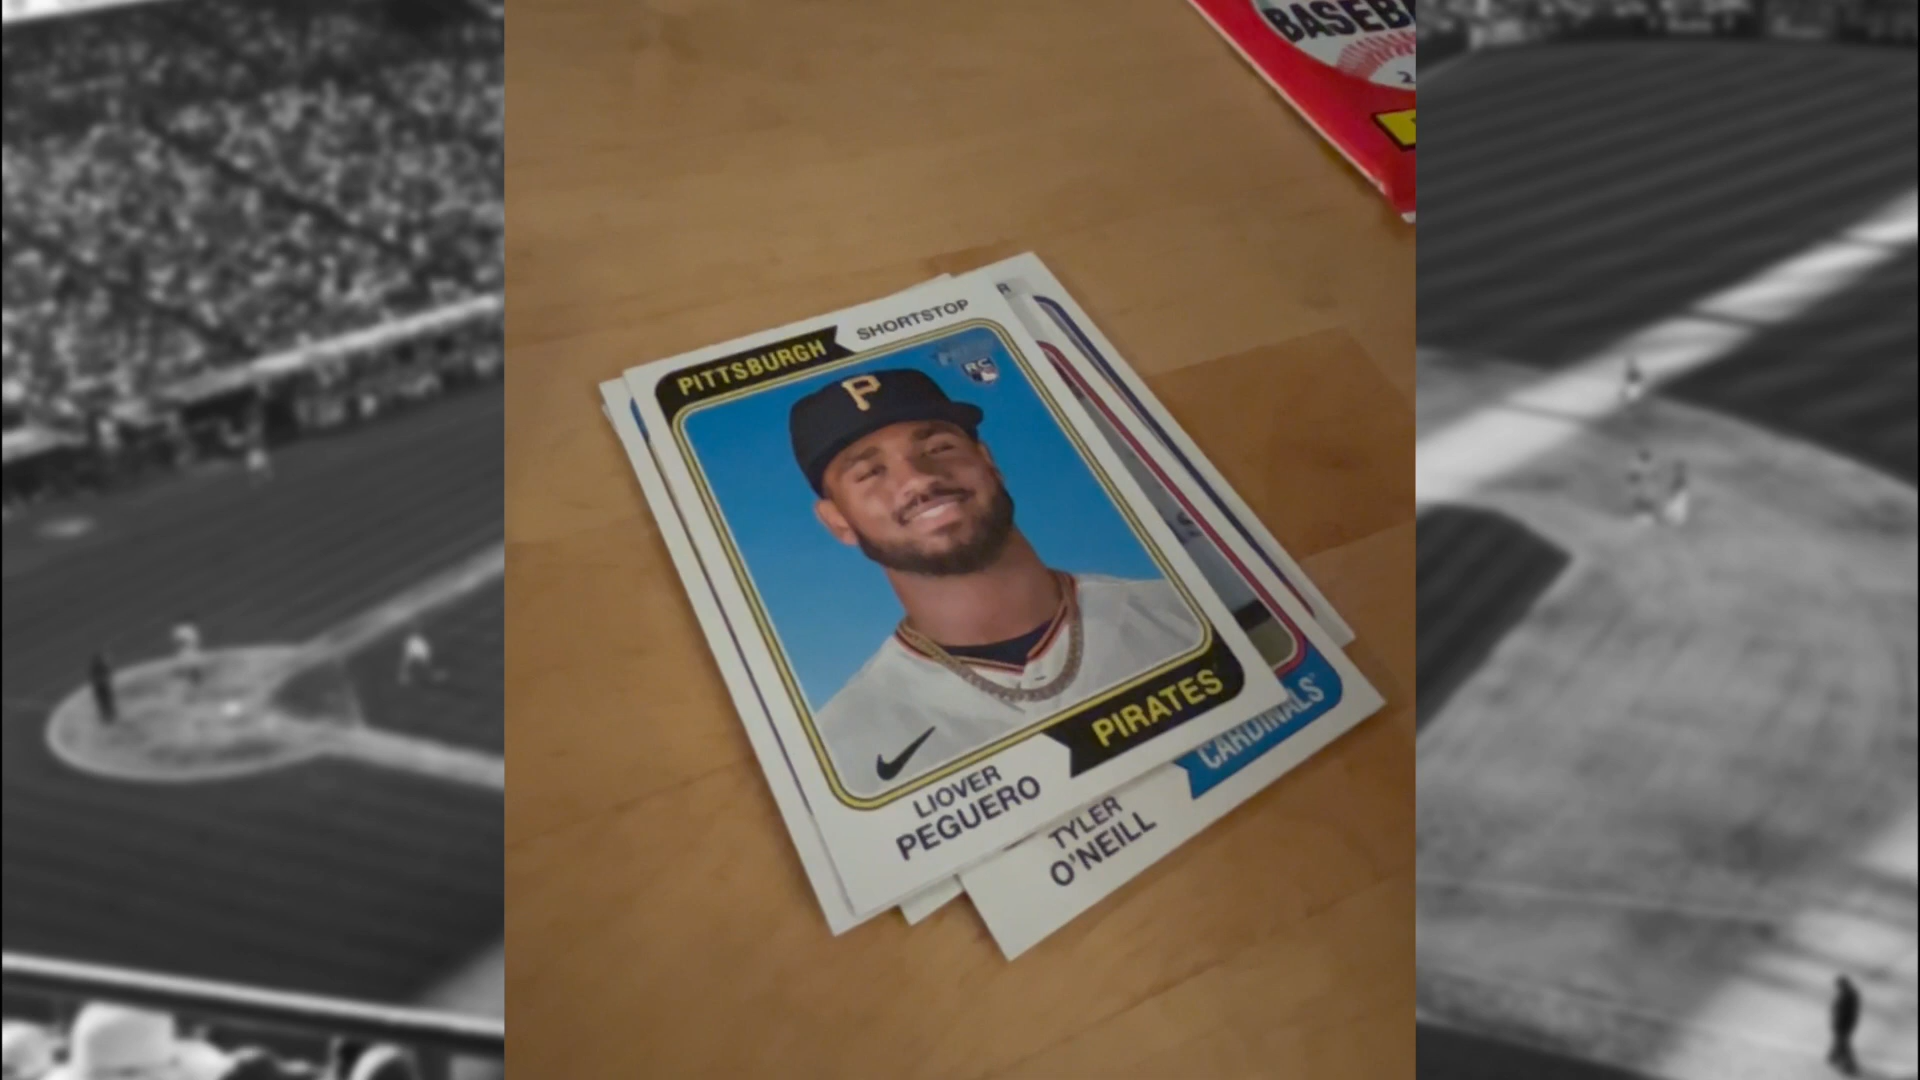 BASEBA
PITTSBURGH
SHORTSTOP
RC
P
PIRATES
LIOVER
PEGUERO
CARDINALS
TYLER
O'NEILL